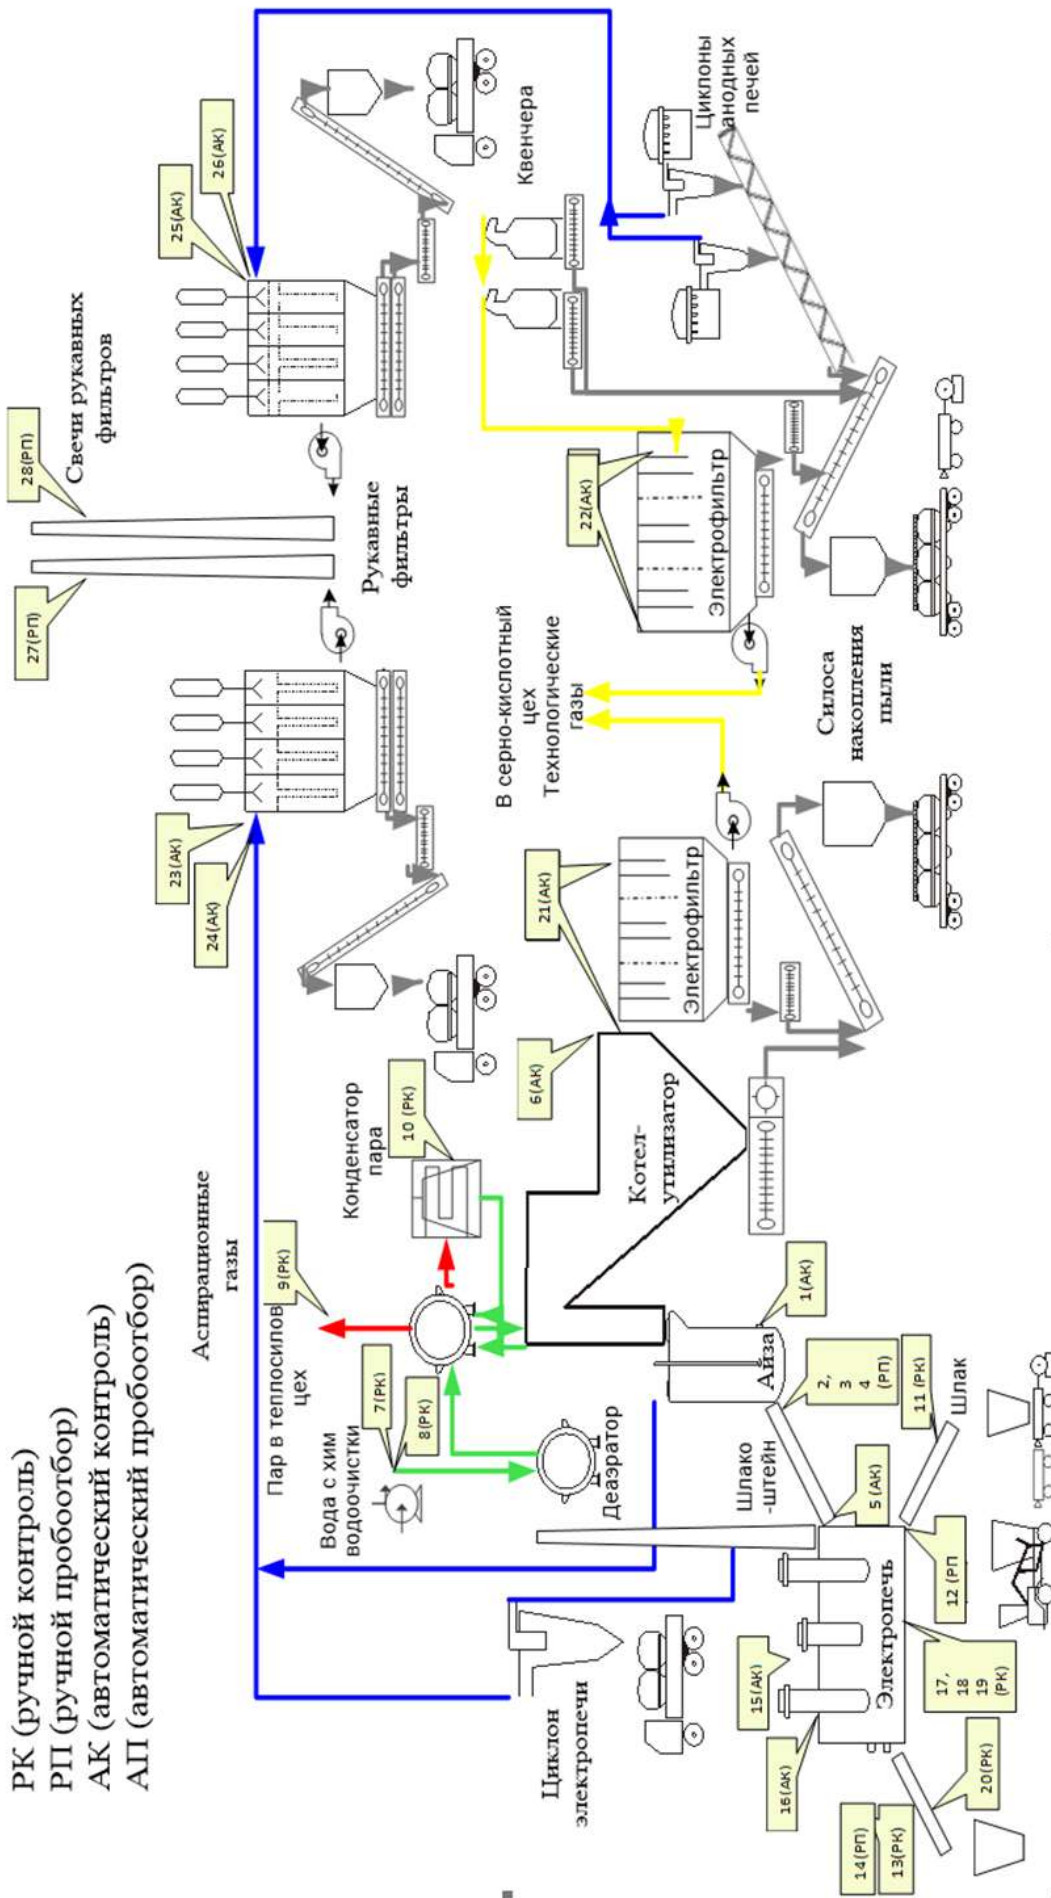 РК (ручной контроль)
РП (ручной пробоотбор)
АК (автоматический контроль)
АП (автоматический пробоотбор)
27(РП)
28(РП)
Свечи рукавных
фильтров
25(АК)
26(АК)
23(АК)
24(АК)
Аспирационные
газы
Рукавные
фильтры
Пар в теплосилов
цех
9(РК)
Конденсатор
пара
10 (РК)
Вода с хим
водоочистки
7(РК)
8(РК)
Квенчера
В серно-кислотный
цех
Технологические
газы
6(АК)
21(АК)
22(АК)
Циклон
электропечи
Деаэратор
Котел-
утилизатор
Электрофильтр
Электрофильтр
Циклоны
анодных
печей
Шлако
-штейн
Айза
1(АК)
2,
3
4
(РП)
Силоса
накопления
пыли
15(АК)
16(АК)
5 (АК)
11 (РК)
Шлак
Электропечь
14(РП)
13(РК)
20(РК)
17,
18
19
(РК)
12 (РП